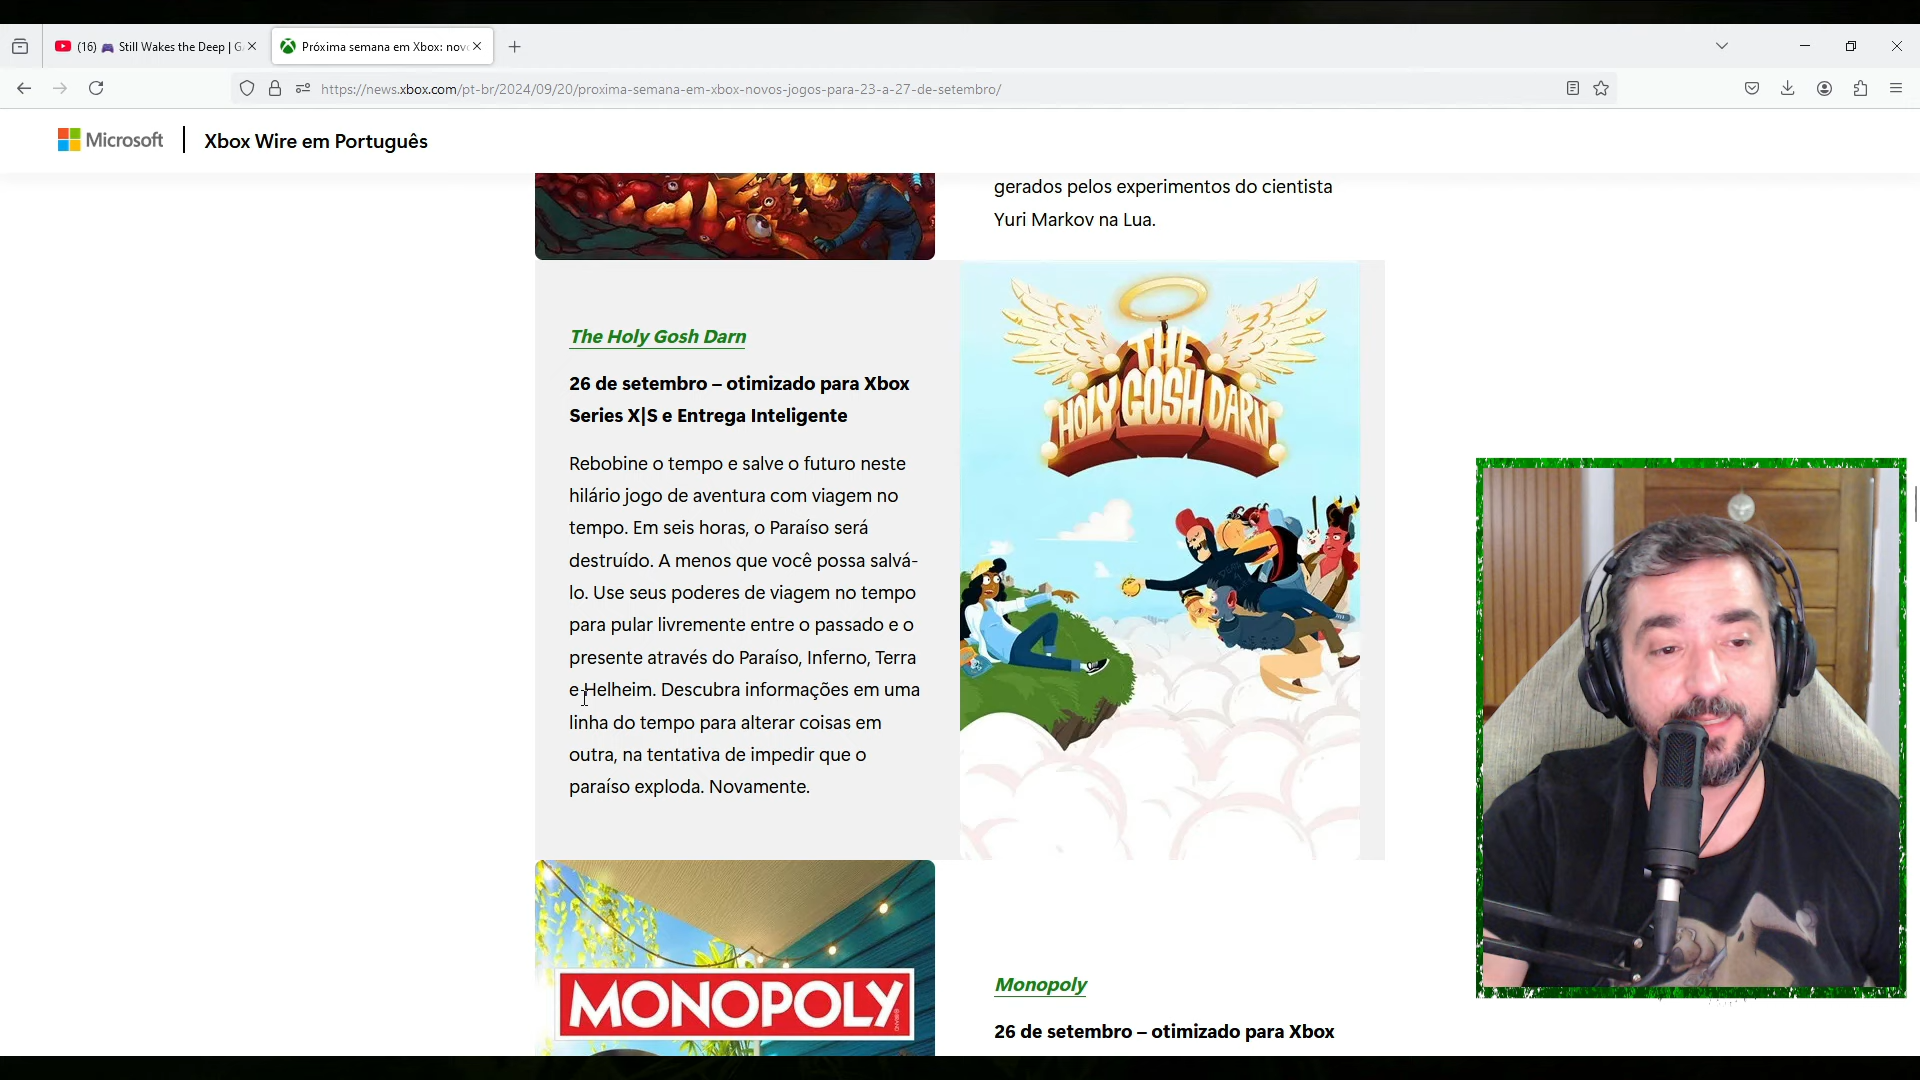 (16) 🎮 Still Wakes the Deep | G
Próxima semana em Xbox: nov
https://news.xbox.com/pt-br/2024/09/20/proxima-semana-em-xbox-novos-jogos-para-23-a-27-de-setembro/
Microsoft
Xbox Wire em Português
gerados pelos experimentos do cientista
Yuri Markov na Lua.
The Holy Gosh Darn
26 de setembro – otimizado para Xbox
Series X|S e Entrega Inteligente
Rebobine o tempo e salve o futuro neste
hilário jogo de aventura com viagem no
tempo. Em seis horas, o Paraíso será
destruído. A menos que você possa salvá-
lo. Use seus poderes de viagem no tempo
para pular livremente entre o passado e o
presente através do Paraíso, Inferno, Terra
e Helheim. Descubra informações em uma
linha do tempo para alterar coisas em
outra, na tentativa de impedir que o
paraíso exploda. Novamente.
THE
HOLY GOSH DARN
MONOPOLY
Monopoly
26 de setembro – otimizado para Xbox